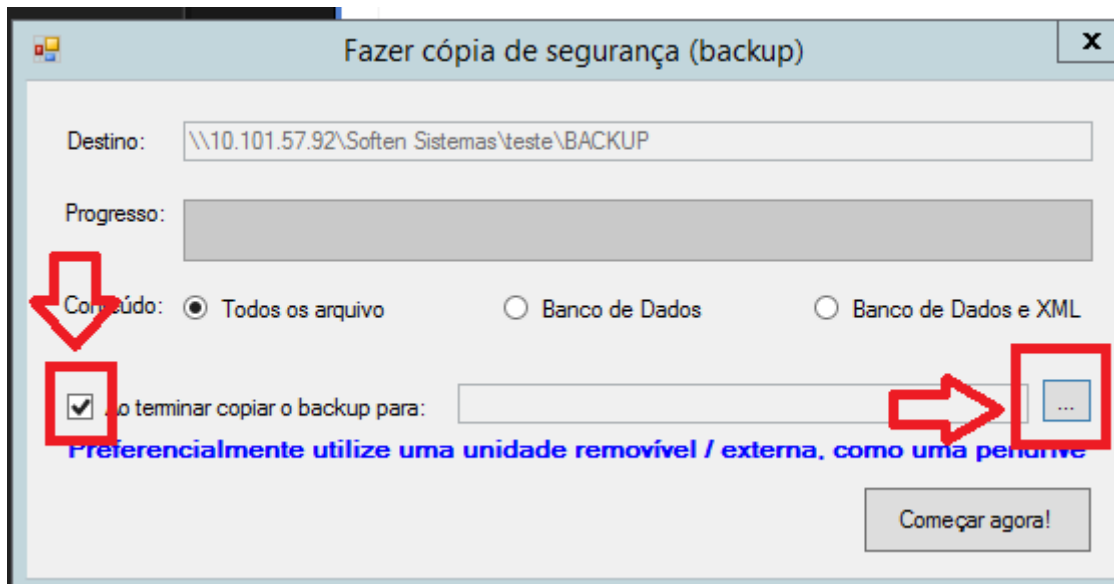 Fazer cópia de segurança (backup)
x
Destino: \\10.101.57.92\Soften Sistemas\teste\BACKUP
Progresso:
Conteúdo: Todos os arquivo Banco de Dados Banco de Dados e XML
Ao terminar copiar o backup para: ...
Preferencialmente utilize uma unidade removível / externa, como uma pendrive
Começar agora!